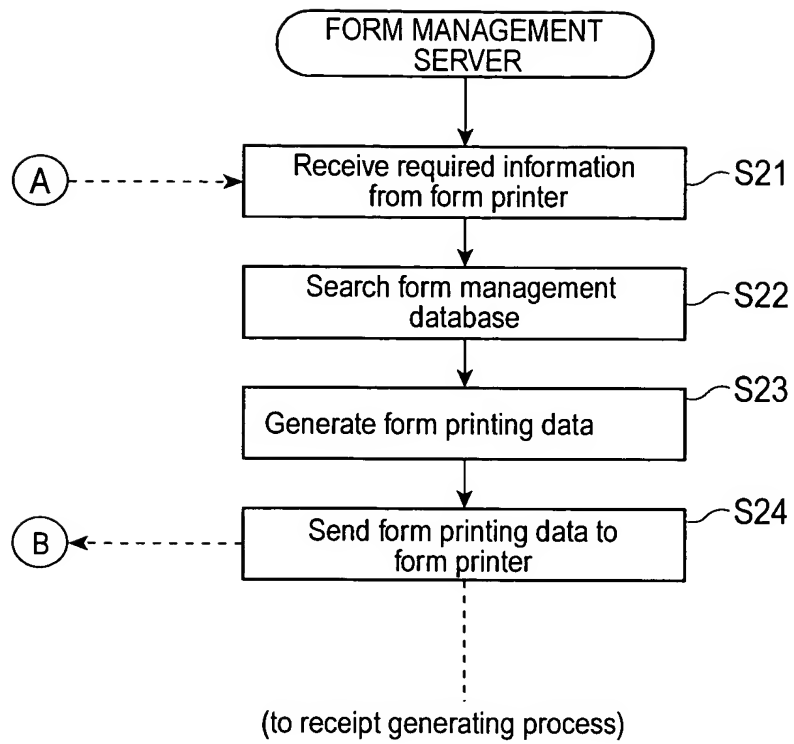 FORM MANAGEMENT
SERVER
A
Receive required information
from form printer
S21
Search form management
database
S22
Generate form printing data
S23
B
Send form printing data to
form printer
S24
(to receipt generating process)